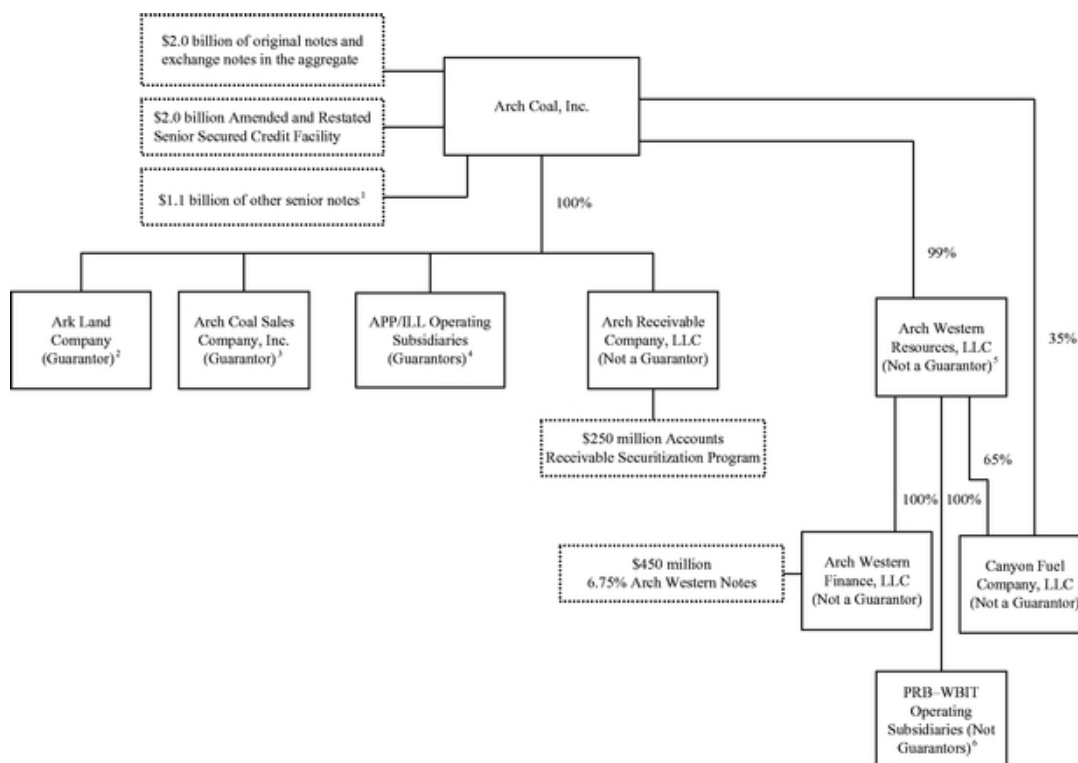 $2.0 billion of original notes and
exchange notes in the aggregate
Arch Coal, Inc.
$2.0 billion Amended and Restated
Senior Secured Credit Facility
$1.1 billion of other senior notes¹
100%
99%
35%
Ark Land
Company
(Guarantor)²
Arch Coal Sales
Company, Inc.
(Guarantor)³
APP/ILL Operating
Subsidiaries
(Guarantors)⁴
Arch Receivable
Company, LLC
(Not a Guarantor)
Arch Western
Resources, LLC
(Not a Guarantor)⁵
$250 million Accounts
Receivable Securitization Program
65%
100%
100%
$450 million
6.75% Arch Western Notes
Arch Western
Finance, LLC
(Not a Guarantor)
Canyon Fuel
Company, LLC
(Not a Guarantor)
PRB–WBIT
Operating
Subsidiaries (Not
Guarantors)⁶